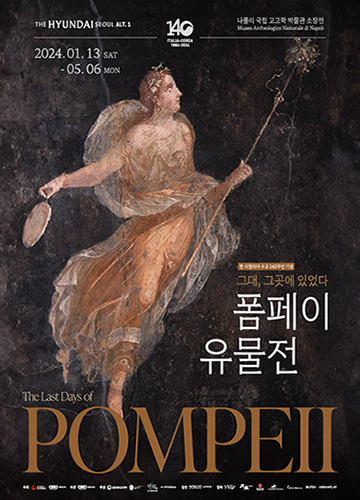 THE HYUNDAI SEOUL ALT. 1
140
ITALIA-COREA
1884-2024
나폴리 국립 고고학 박물관 소장전
Museo Archeologico Nazionale di Napoli
2024. 01. 13 SAT
- 05. 06 MON
한·이탈리아 수교 140주년 기념
그대, 그곳에 있었다
폼페이
유물전
The Last Days of
POMPEII